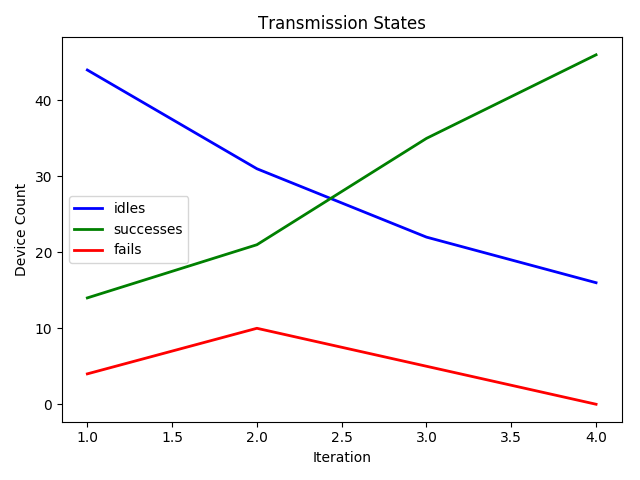 Transmission States
Device Count
40
30
20
10
0
idles
successes
fails
1.0 1.5 2.0 2.5 3.0 3.5 4.0
Iteration